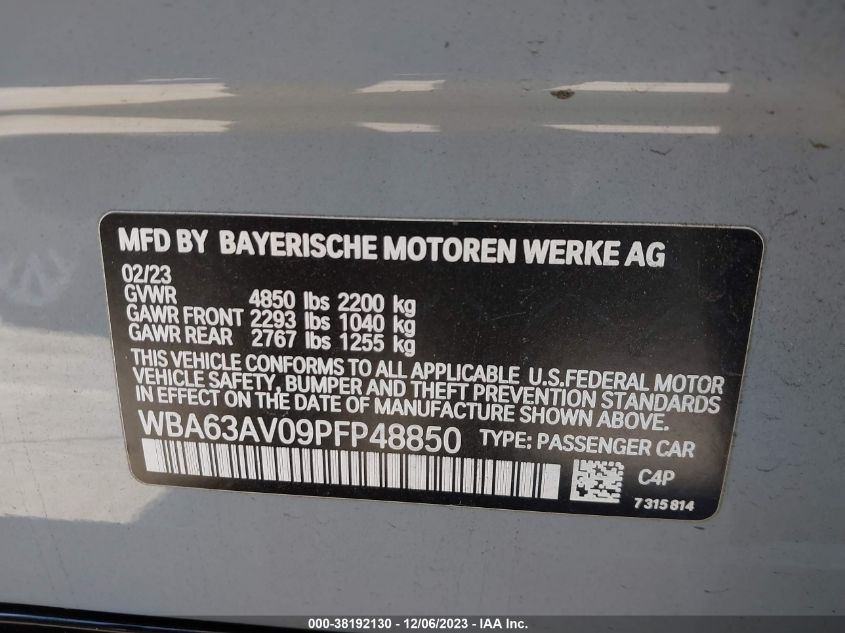 MFD BY BAYERISCHE MOTOREN WERKE AG
02/23
GVWR 4850 lbs 2200 kg
GAWR FRONT 2293 lbs 1040 kg
GAWR REAR 2767 lbs 1255 kg
THIS VEHICLE CONFORMS TO ALL APPLICABLE U.S.FEDERAL MOTOR
VEHICLE SAFETY, BUMPER AND THEFT PREVENTION STANDARDS
IN EFFECT ON THE DATE OF MANUFACTURE SHOWN ABOVE.
WBA63AV09PFP48850 TYPE: PASSENGER CAR
C4P
7315814
000-38192130 - 12/06/2023 - IAA Inc.